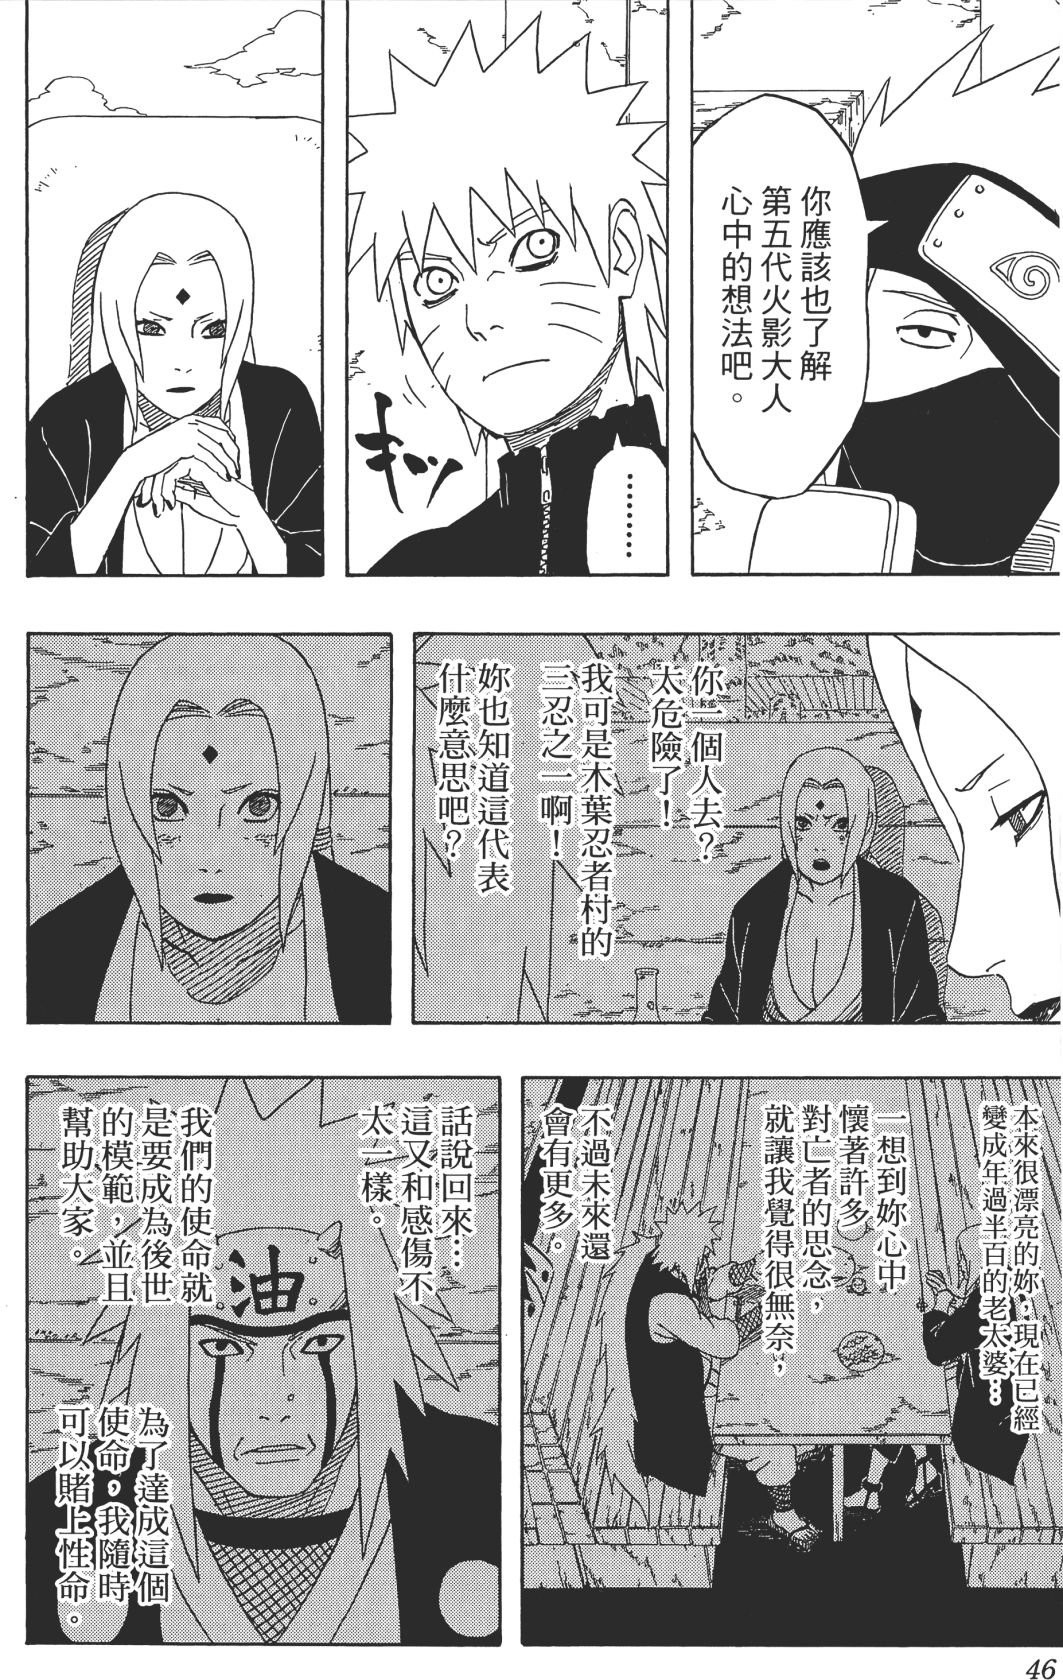 你應該也了解
第五代火影大人
心中的想法吧。
………
キッ
你一個人去？
太危險了！
我可是木葉忍者村的
三忍之一啊！
妳也知道這代表
什麼意思吧？
本來很漂亮的妳，現在已經
變成年過半百的老太婆…
一想到妳心中
懷著許多
對亡者的思念，
就讓我覺得很無奈，
不過未來還
會有更多。
話說回來…
這又和感傷不
太一樣。
油
我們的使命就
是要成為後世
的模範，並且
幫助大家。
為了達成這個
使命，我隨時
可以賭上性命。
46